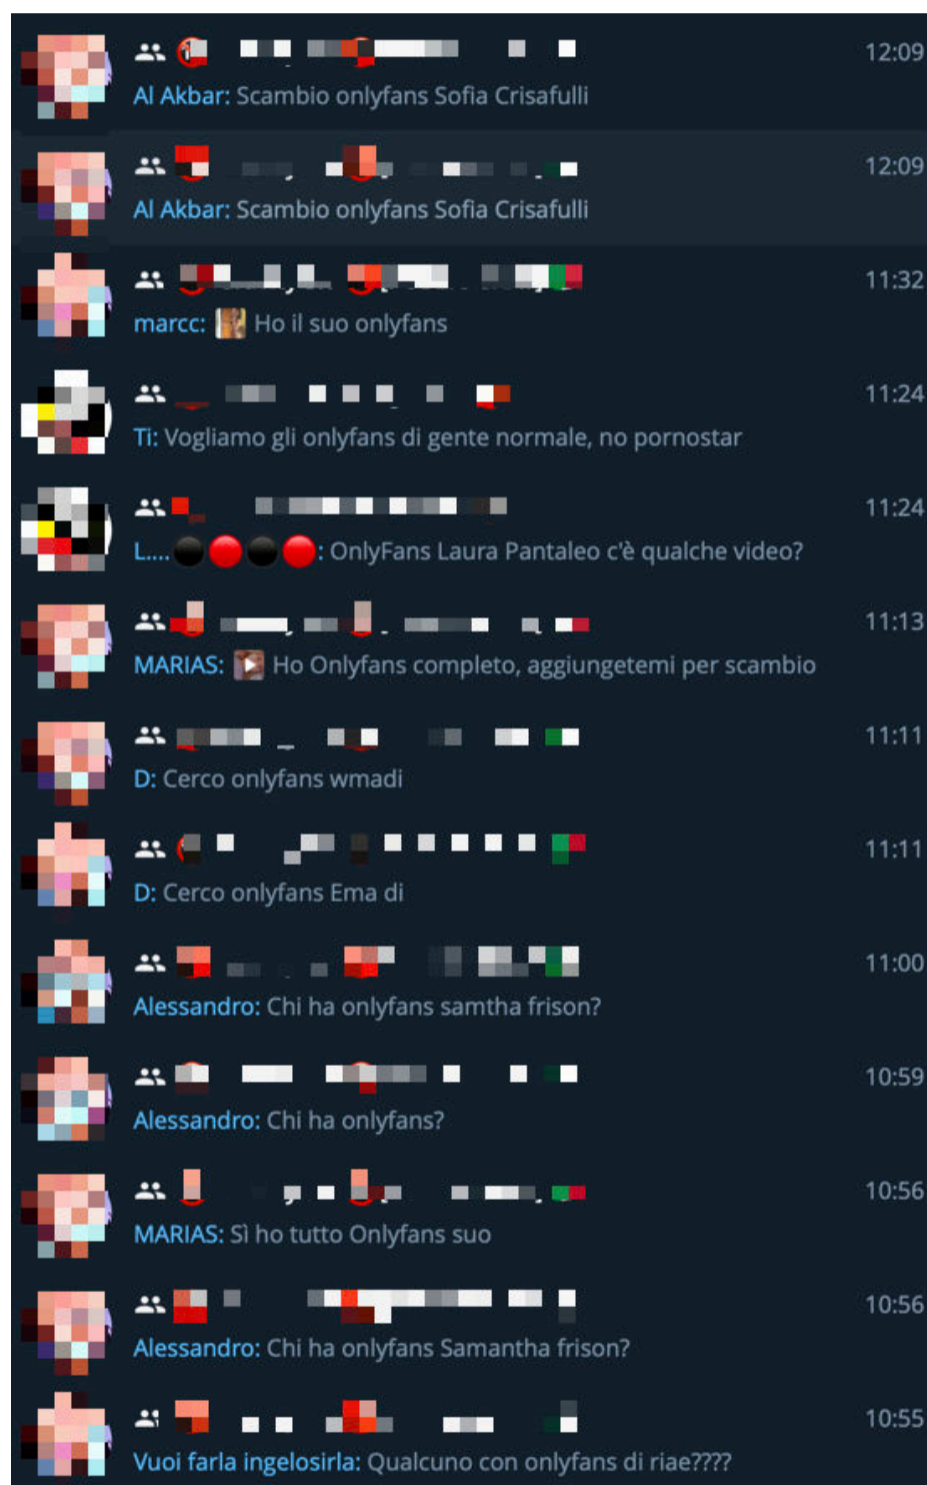 12:09
Al Akbar: Scambio onlyfans Sofia Crisafulli
12:09
Al Akbar: Scambio onlyfans Sofia Crisafulli
11:32
marcc: Ho il suo onlyfans
11:24
Ti: Vogliamo gli onlyfans di gente normale, no pornostar
11:24
L....⚫🔴⚫🔴: OnlyFans Laura Pantaleo c'è qualche video?
11:13
MARIAS: Ho Onlyfans completo, aggiungetemi per scambio
11:11
D: Cerco onlyfans wmadi
11:11
D: Cerco onlyfans Ema di
11:00
Alessandro: Chi ha onlyfans samtha frison?
10:59
Alessandro: Chi ha onlyfans?
10:56
MARIAS: Sì ho tutto Onlyfans suo
10:56
Alessandro: Chi ha onlyfans Samantha frison?
10:55
Vuoi farla ingelosirla: Qualcuno con onlyfans di riae????